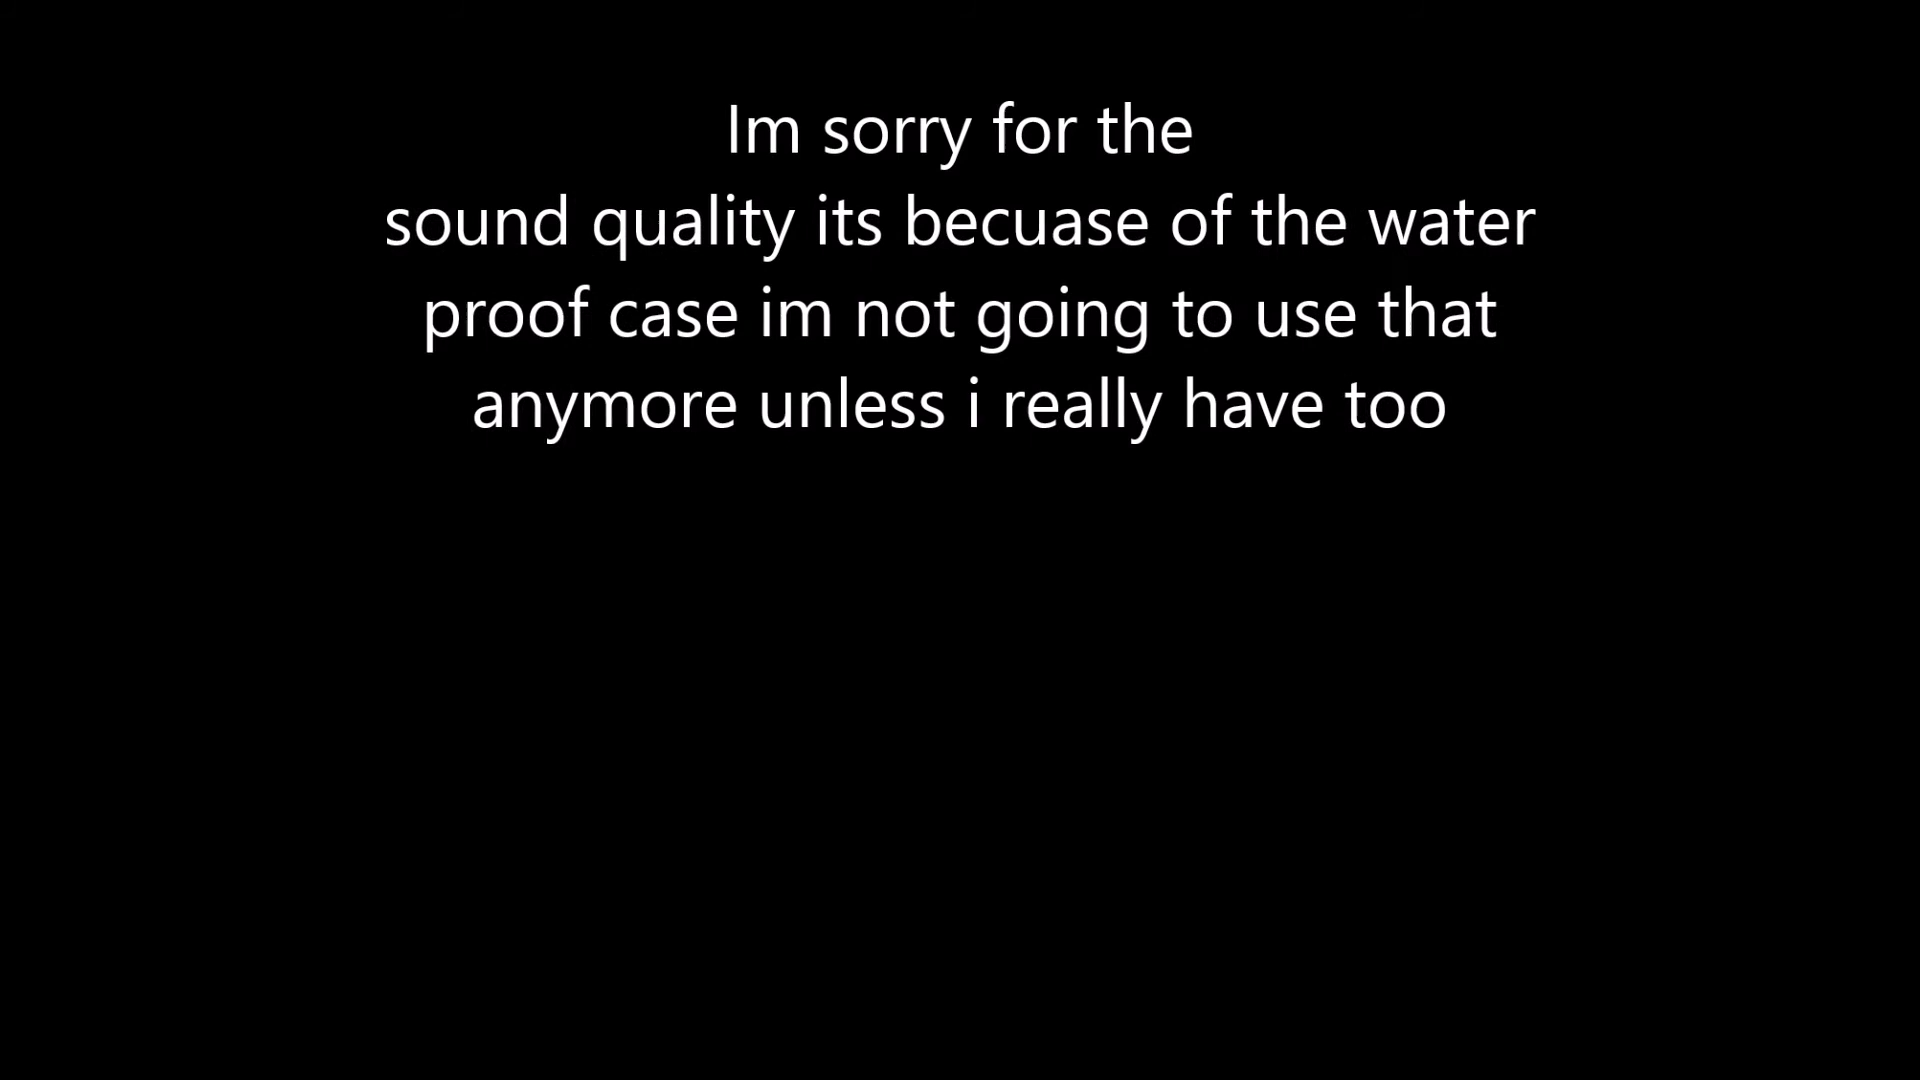 Im sorry for the
sound quality its becuase of the water
proof case im not going to use that
anymore unless i really have too